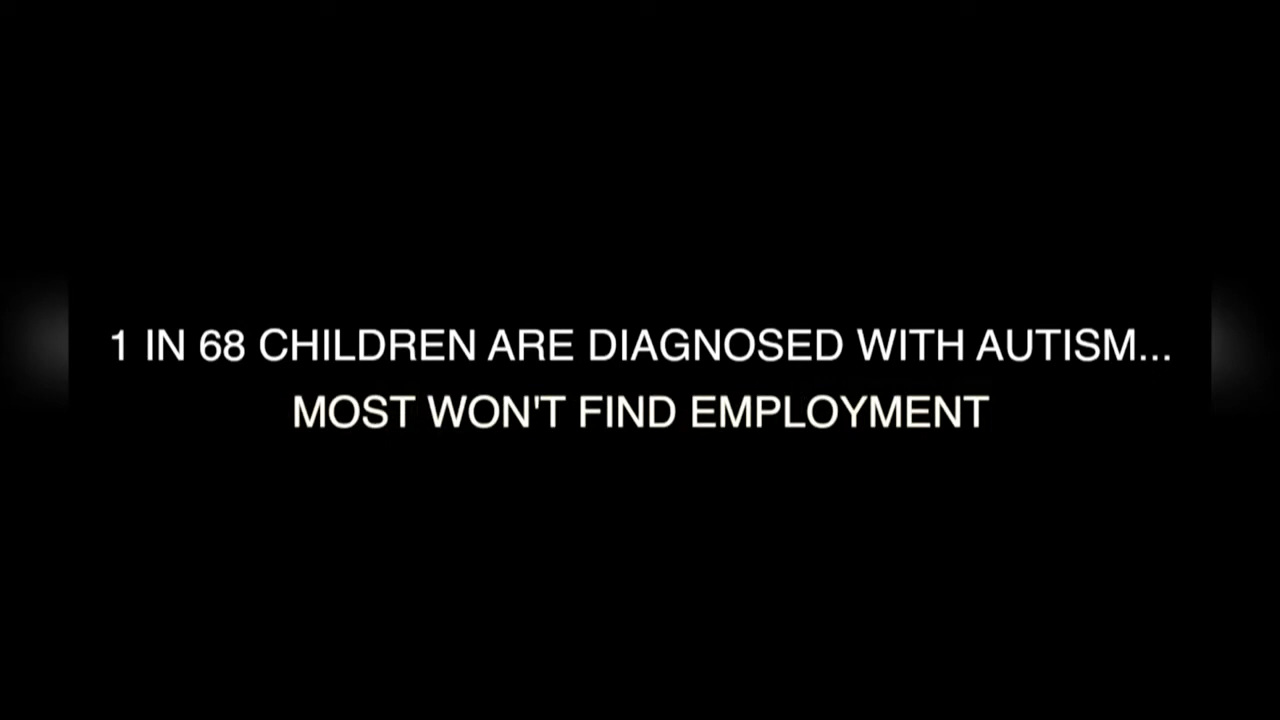 1 IN 68 CHILDREN ARE DIAGNOSED WITH AUTISM...
MOST WON'T FIND EMPLOYMENT